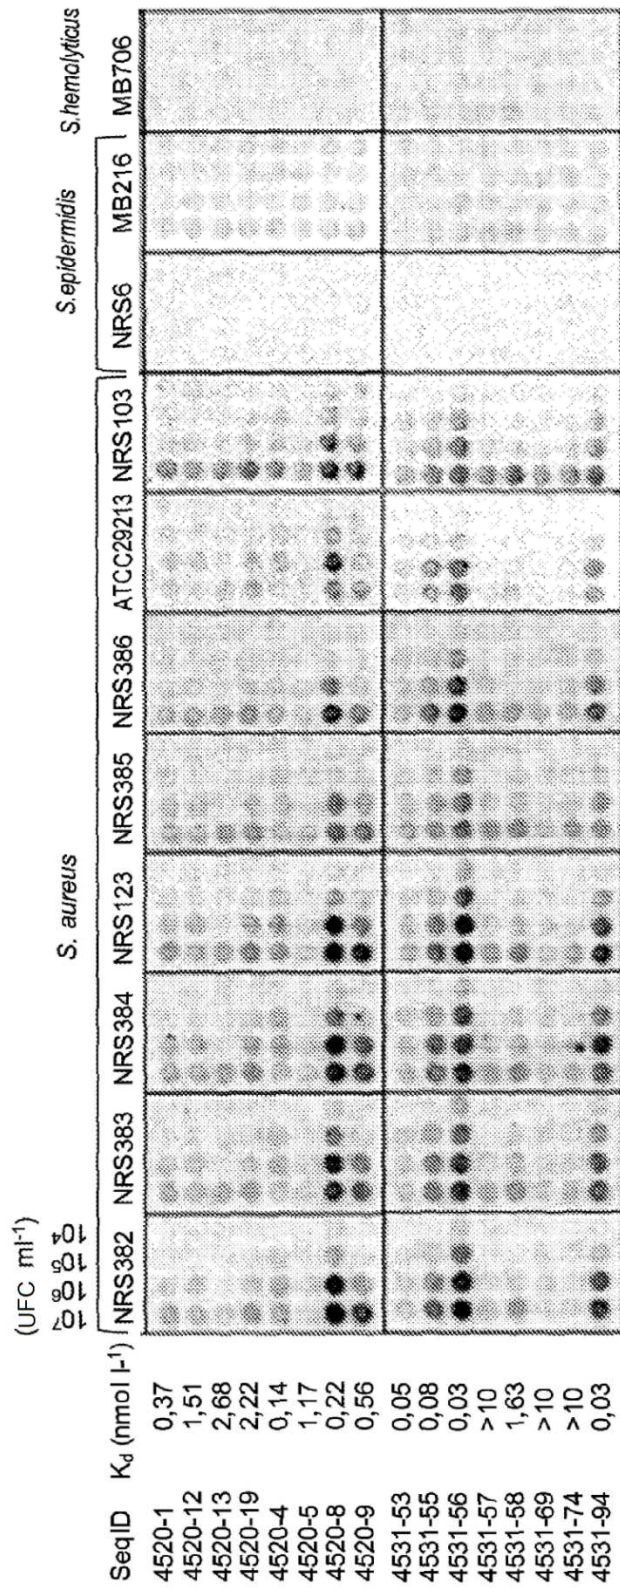 (UFC ml-1)
S. aureus
S.epidermidis
S.hemolyticus
10⁷ 10⁶ 10⁵ 10⁴
SeqID Kd (nmol l-1) NRS382 NRS383 NRS384 NRS123 NRS385 NRS386 ATCC29213 NRS103 NRS6 MB216 MB706
4520-1 0,37
4520-12 1,51
4520-13 2,68
4520-19 2,22
4520-4 0,14
4520-5 1,17
4520-8 0,22
4520-9 0,56
4531-53 0,05
4531-55 0,08
4531-56 0,03
4531-57 >10
4531-58 1,63
4531-69 >10
4531-74 >10
4531-94 0,03